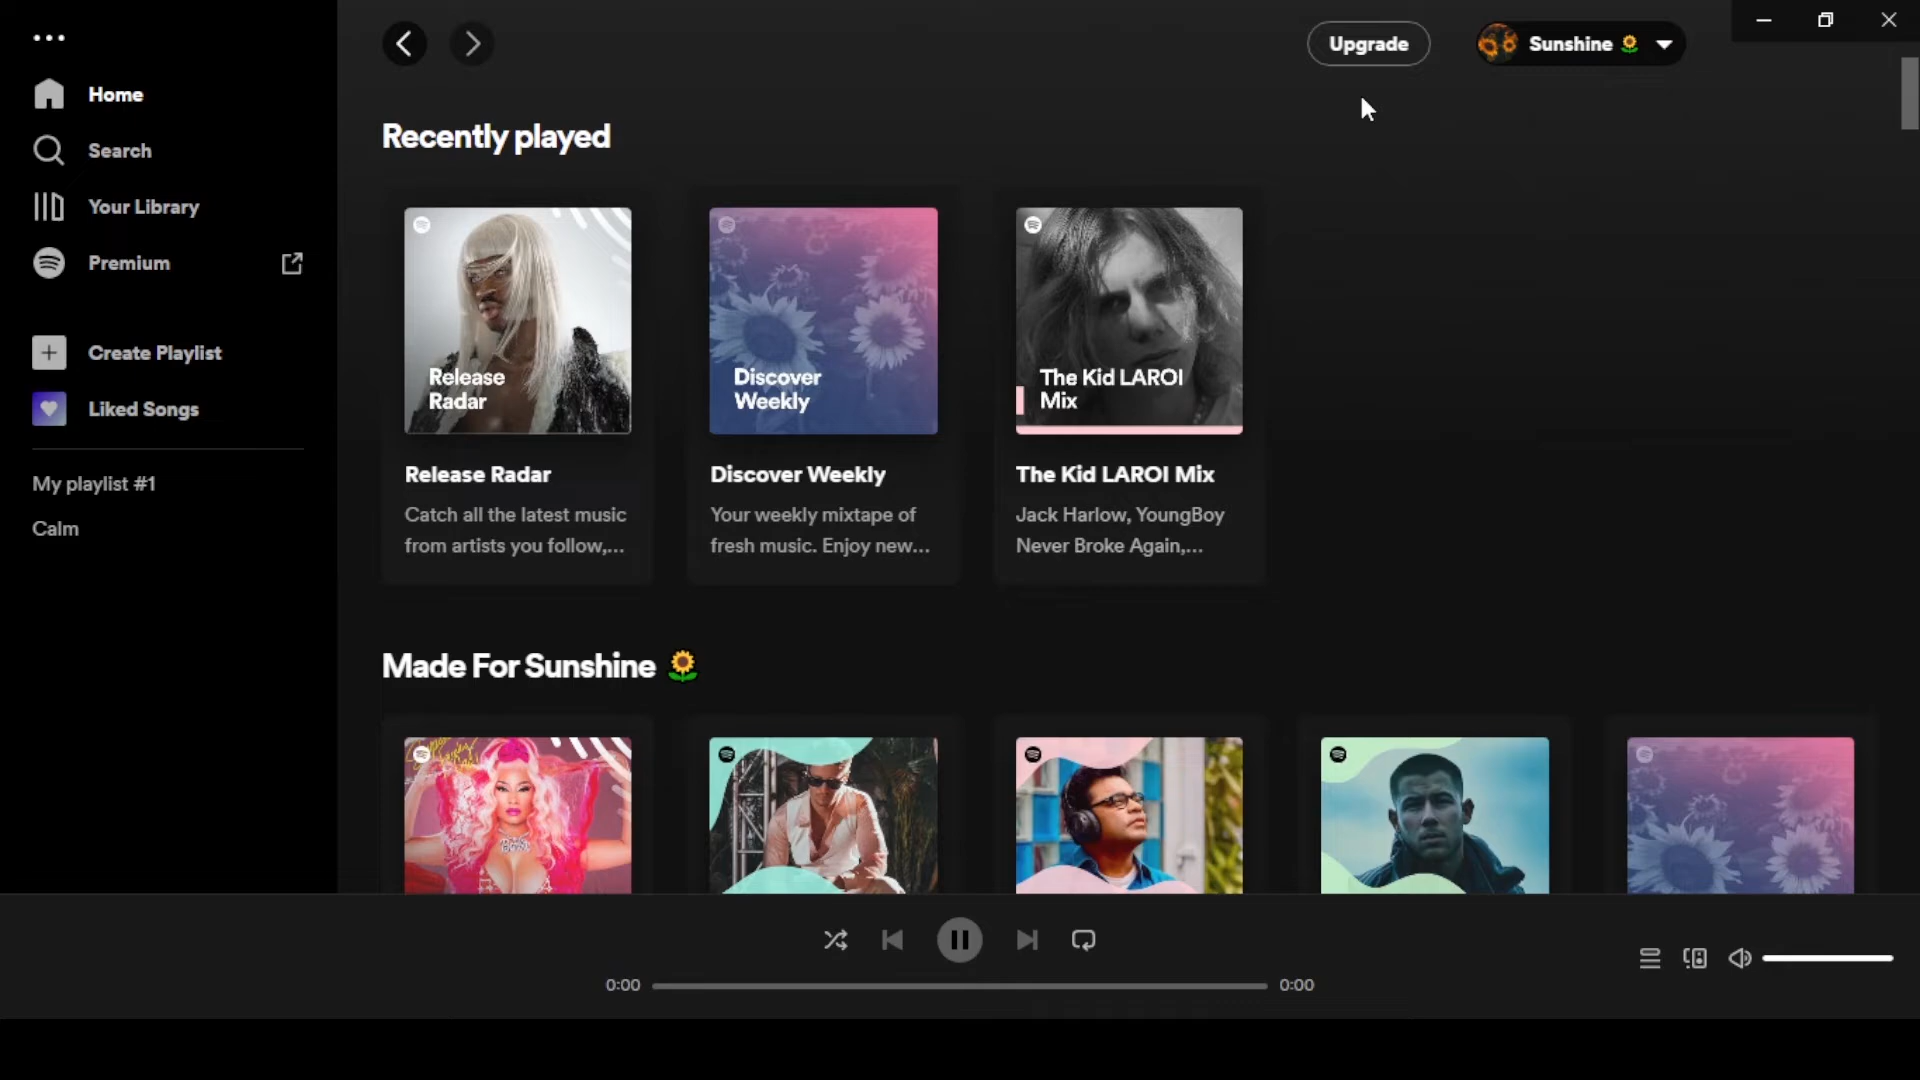 Home
Search
Your Library
Premium
Create Playlist
Liked Songs
My playlist #1
Calm
Upgrade
Sunshine 🌻
Recently played
Release
Radar
Discover
Weekly
The Kid LAROI
Mix
Release Radar
Catch all the latest music
from artists you follow,...
Discover Weekly
Your weekly mixtape of
fresh music. Enjoy new...
The Kid LAROI Mix
Jack Harlow, YoungBoy
Never Broke Again,...
Made For Sunshine 🌻
0:00
0:00